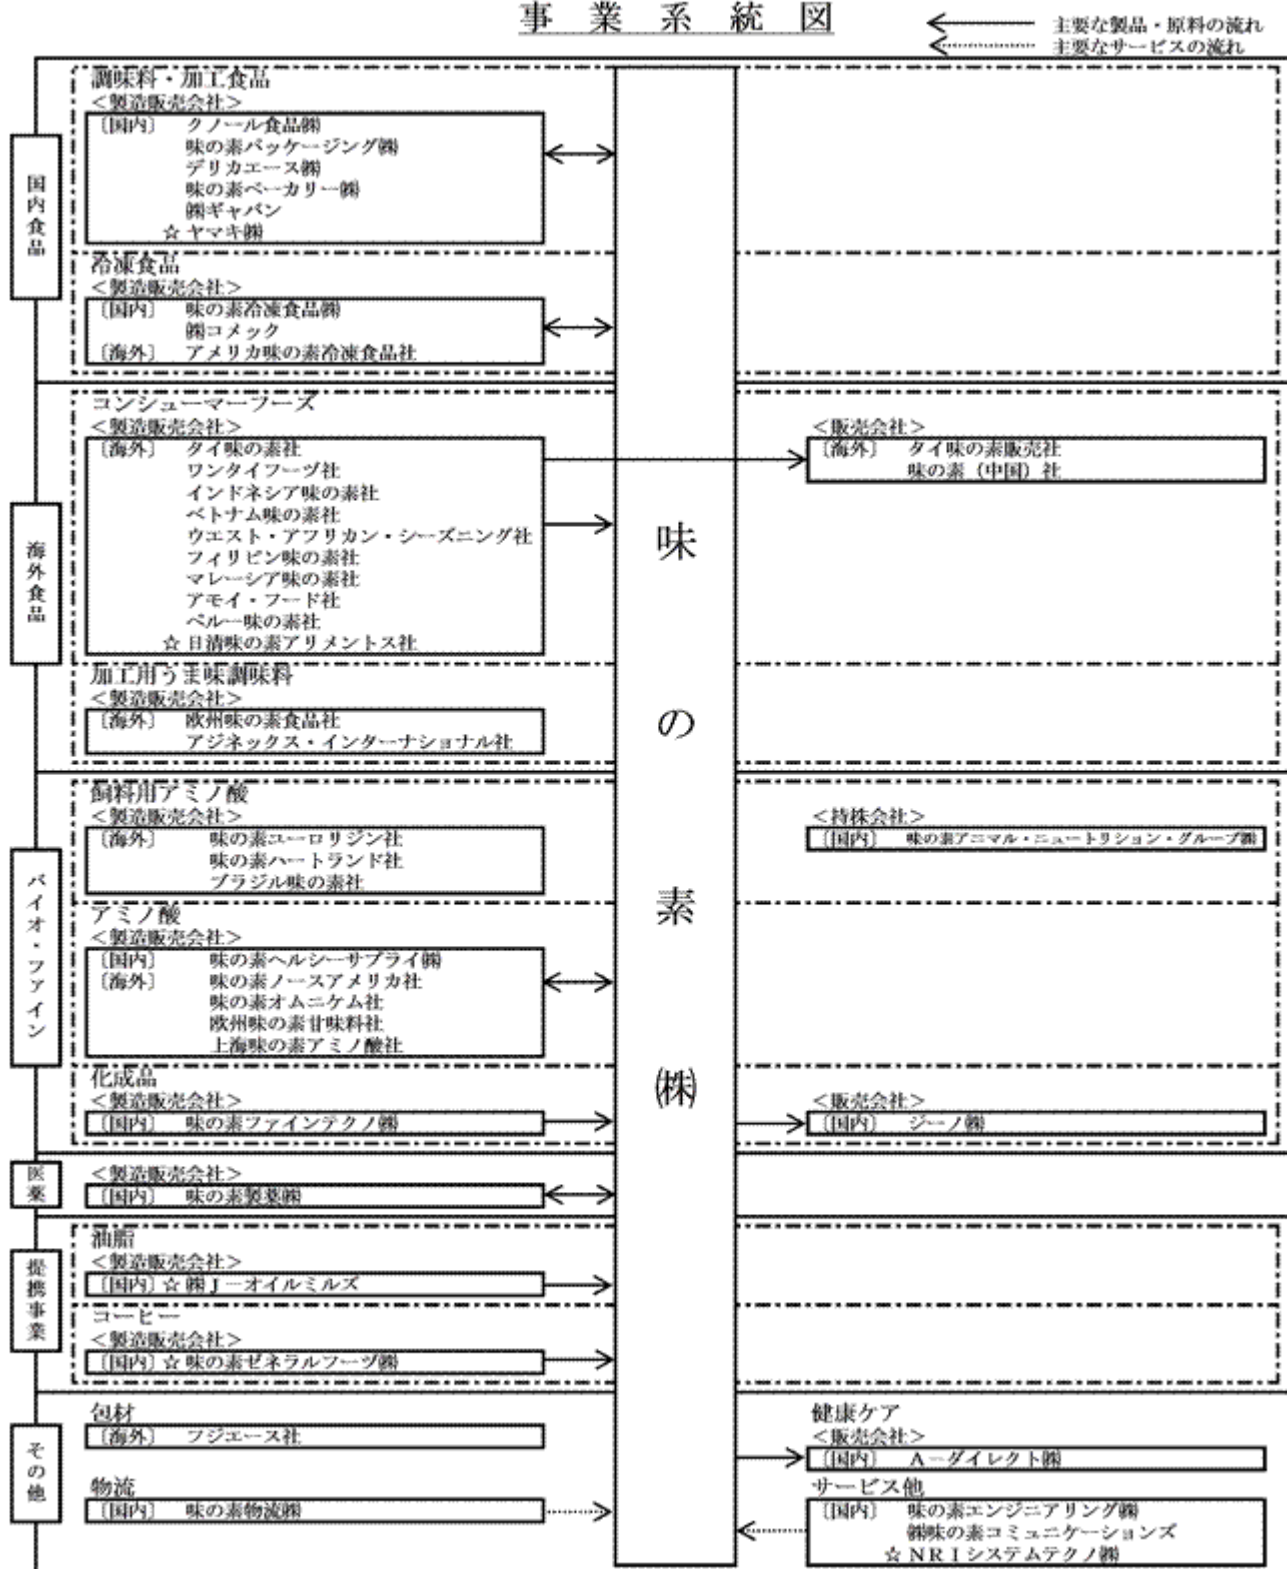 事業系統図
主要な製品・原料の流れ
主要なサービスの流れ
国内食品
調味料・加工食品
＜製造販売会社＞
〔国内〕 クノール食品㈱
味の素パッケージング㈱
デリカエース㈱
味の素ベーカリー㈱
㈱ギャバン
☆ ヤマキ㈱
冷凍食品
＜製造販売会社＞
〔国内〕 味の素冷凍食品㈱
㈱コメック
〔海外〕 アメリカ味の素冷凍食品社
海外食品
コンシューマーフーズ
＜製造販売会社＞
〔海外〕 タイ味の素社
ワンタイフーヅ社
インドネシア味の素社
ベトナム味の素社
ウエスト・アフリカン・シーズニング社
フィリピン味の素社
マレーシア味の素社
アモイ・フード社
ペルー味の素社
☆ 日清味の素アリメントス社
＜販売会社＞
〔海外〕 タイ味の素販売社
味の素（中国）社
加工用うま味調味料
＜製造販売会社＞
〔海外〕 欧州味の素食品社
アジネックス・インターナショナル社
味の素㈱
バイオ・ファイン
飼料用アミノ酸
＜製造販売会社＞
〔海外〕 味の素ユーロリジン社
味の素ハートランド社
ブラジル味の素社
＜持株会社＞
〔国内〕 味の素アニマル・ニュートリション・グループ㈱
アミノ酸
＜製造販売会社＞
〔国内〕 味の素ヘルシーサプライ㈱
〔海外〕 味の素ノースアメリカ社
味の素オムニケム社
欧州味の素甘味料社
上海味の素アミノ酸社
化成品
＜製造販売会社＞
〔国内〕 味の素ファインテクノ㈱
＜販売会社＞
〔国内〕 ジーノ㈱
医薬
＜製造販売会社＞
〔国内〕 味の素製薬㈱
提携事業
油脂
＜製造販売会社＞
〔国内〕☆ ㈱Ｊ－オイルミルズ
コーヒー
＜製造販売会社＞
〔国内〕☆ 味の素ゼネラルフーヅ㈱
その他
包材
〔海外〕 フジエース社
物流
〔国内〕 味の素物流㈱
健康ケア
＜販売会社＞
〔国内〕 Ａ－ダイレクト㈱
サービス他
〔国内〕 味の素エンジニアリング㈱
㈱味の素コミュニケーションズ
☆ ＮＲＩシステムテクノ㈱